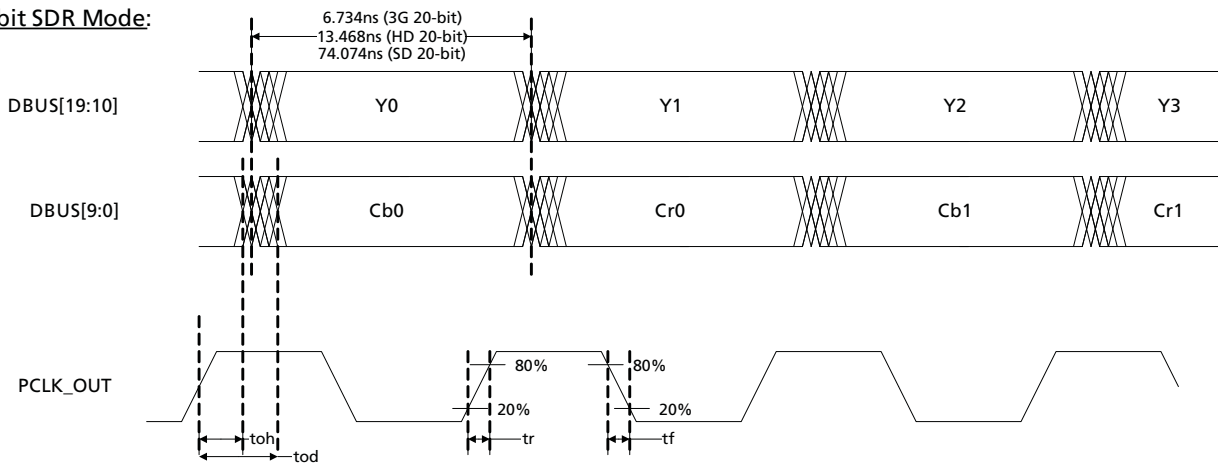 bit SDR Mode:
6.734ns (3G 20-bit)
13.468ns (HD 20-bit)
74.074ns (SD 20-bit)
DBUS[19:10]
Y0
Y1
Y2
Y3
DBUS[9:0]
Cb0
Cr0
Cb1
Cr1
PCLK_OUT
80%
80%
20%
20%
toh
tr
tf
tod